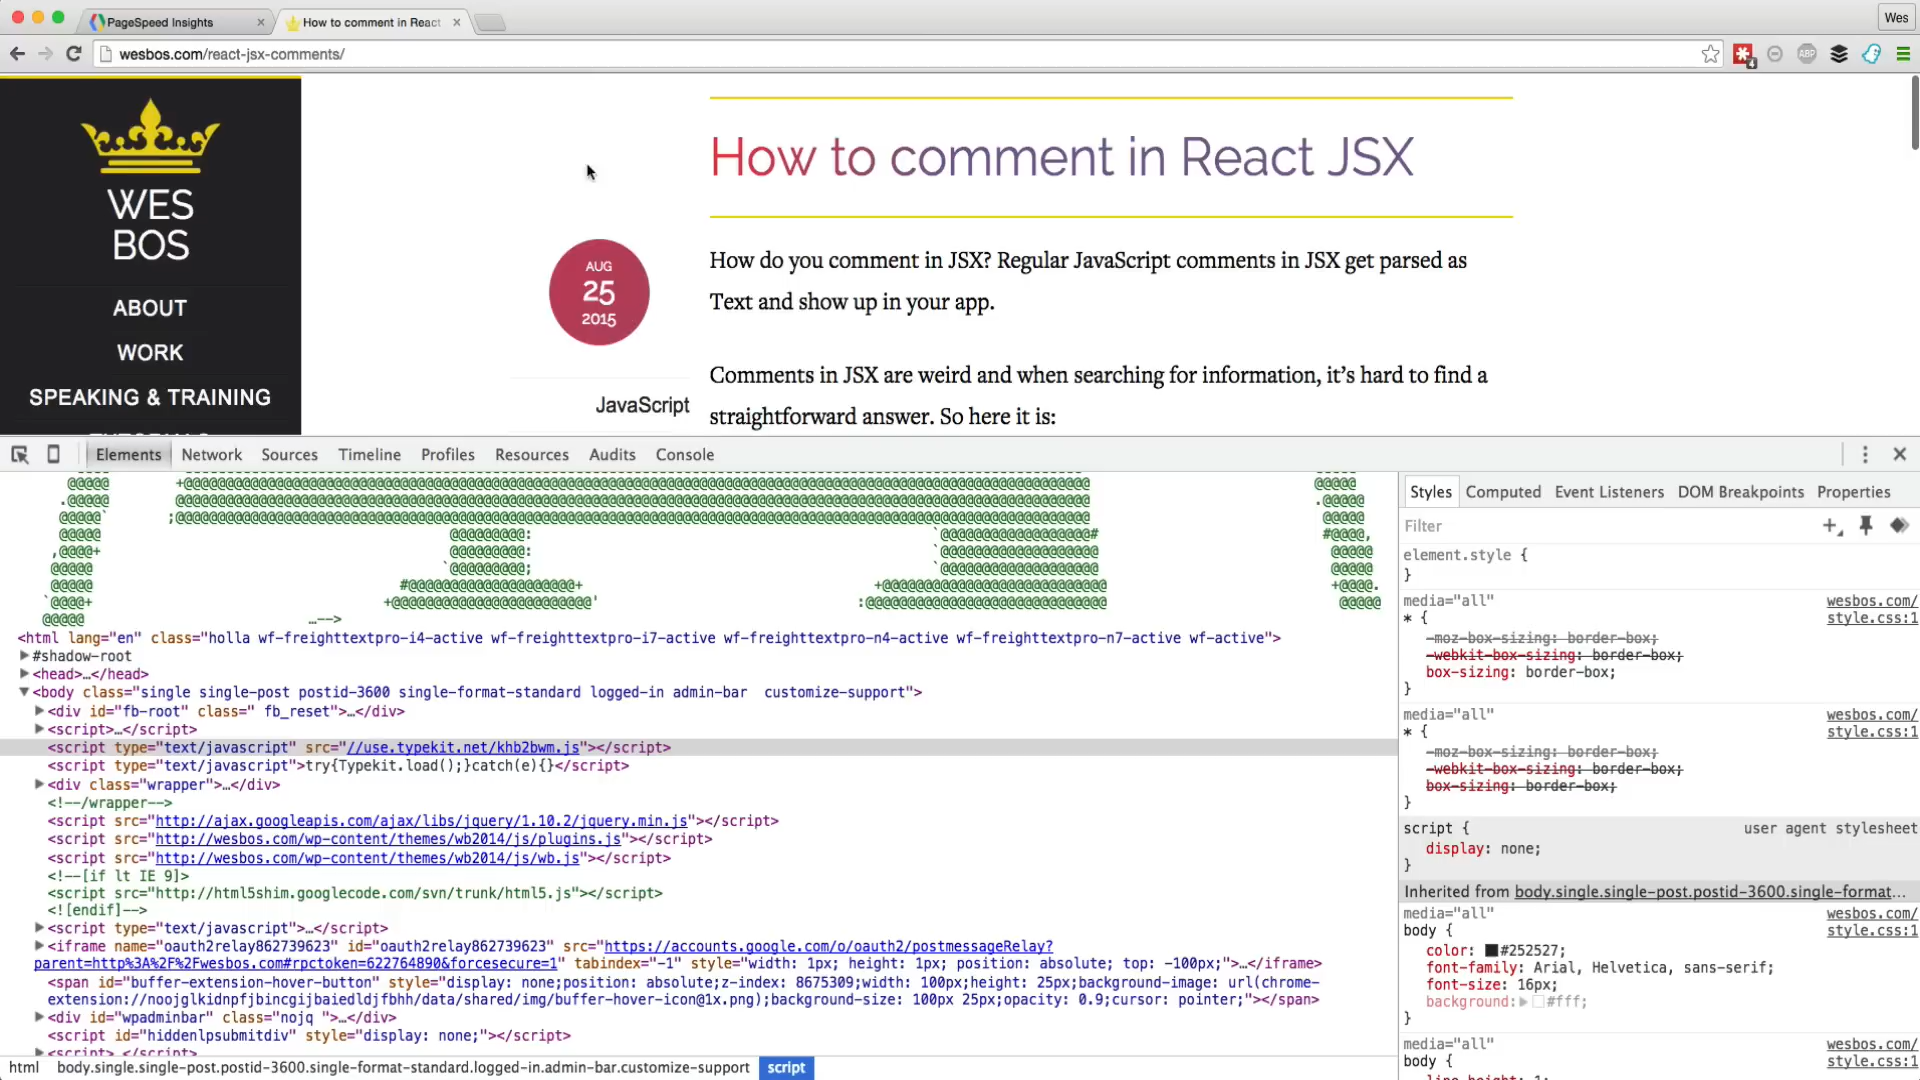 PageSpeed Insights
How to comment in React
Wes
wesbos.com/react-jsx-comments/
ABP
4
WES
BOS
ABOUT
WORK
SPEAKING & TRAINING
How to comment in React JSX
AUG
25
2015
JavaScript
How do you comment in JSX? Regular JavaScript comments in JSX get parsed as
Text and show up in your app.
Comments in JSX are weird and when searching for information, it’s hard to find a
straightforward answer. So here it is:
Elements Network Sources Timeline Profiles Resources Audits Console
…-->
<html lang="en" class="holla wf-freighttextpro-i4-active wf-freighttextpro-i7-active wf-freighttextpro-n4-active wf-freighttextpro-n7-active wf-active">
#shadow-root
<head>…</head>
<body class="single single-post postid-3600 single-format-standard logged-in admin-bar  customize-support">
<div id="fb-root" class=" fb_reset">…</div>
<script>…</script>
<script type="text/javascript" src="//use.typekit.net/khb2bwm.js"></script>
<script type="text/javascript">try{Typekit.load();}catch(e){}</script>
<div class="wrapper">…</div>
<!--/wrapper-->
<script src="http://ajax.googleapis.com/ajax/libs/jquery/1.10.2/jquery.min.js"></script>
<script src="http://wesbos.com/wp-content/themes/wb2014/js/plugins.js"></script>
<script src="http://wesbos.com/wp-content/themes/wb2014/js/wb.js"></script>
<!--[if lt IE 9]>
<script src="http://html5shim.googlecode.com/svn/trunk/html5.js"></script>
<![endif]-->
<script type="text/javascript">…</script>
<iframe name="oauth2relay862739623" id="oauth2relay862739623" src="https://accounts.google.com/o/oauth2/postmessageRelay?
parent=http%3A%2F%2Fwesbos.com#rpctoken=622764890&forcesecure=1" tabindex="-1" style="width: 1px; height: 1px; position: absolute; top: -100px;">…</iframe>
<span id="buffer-extension-hover-button" style="display: none;position: absolute;z-index: 8675309;width: 100px;height: 25px;background-image: url(chrome-
extension://noojglkidnpfjbincgijbaiedldjfbhh/data/shared/img/buffer-hover-icon@1x.png);background-size: 100px 25px;opacity: 0.9;cursor: pointer;"></span>
<div id="wpadminbar" class="nojq ">…</div>
<script id="hiddenlpsubmitdiv" style="display: none;"></script>
html body.single.single-post.postid-3600.single-format-standard.logged-in.admin-bar.customize-support script
Styles Computed Event Listeners DOM Breakpoints Properties
Filter
element.style {
}
media="all" wesbos.com/
* { style.css:1
-moz-box-sizing: border-box;
-webkit-box-sizing: border-box;
box-sizing: border-box;
}
media="all" wesbos.com/
* { style.css:1
-moz-box-sizing: border-box;
-webkit-box-sizing: border-box;
box-sizing: border-box;
}
script { user agent stylesheet
display: none;
}
Inherited from body.single.single-post.postid-3600.single-format...
media="all" wesbos.com/
body { style.css:1
color: #252527;
font-family: Arial, Helvetica, sans-serif;
font-size: 16px;
background: #fff;
}
media="all" wesbos.com/
body { style.css:1